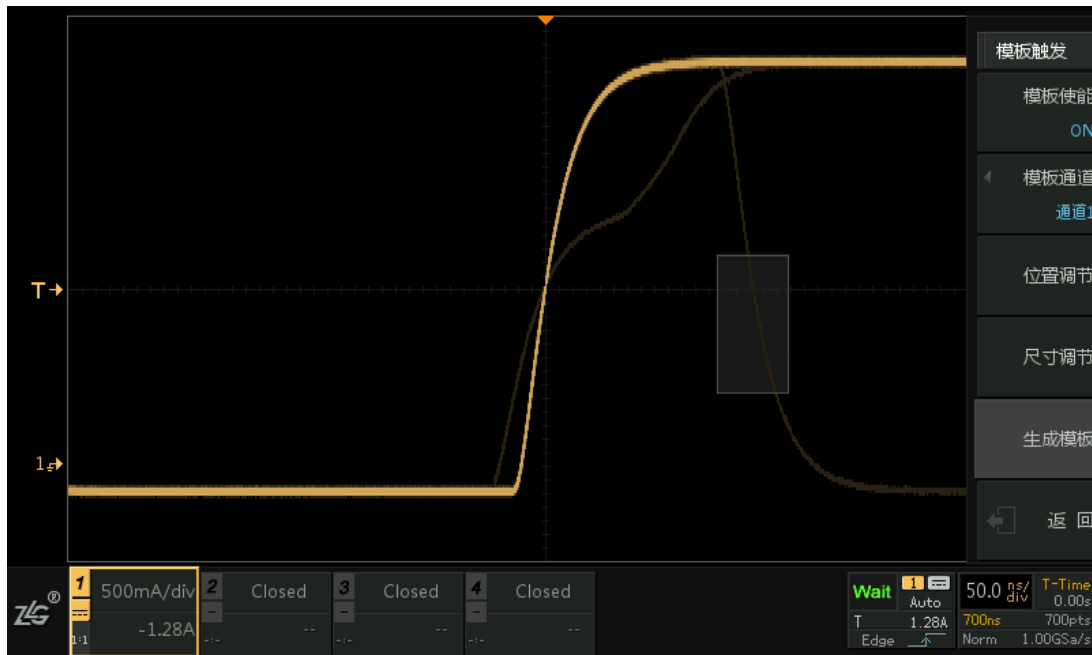 模板触发
模板使能
ON
模板通道
通道1
位置调节
尺寸调节
生成模板
返 回
T
1
ZLG®
1 500mA/div
1:1 -1.28A
2 Closed
-:- --
3 Closed
-:- --
4 Closed
-:- --
Wait 1
Auto
T 1.28A
Edge
50.0 ns/div
T-Time
0.00s
700ns 700pts
Norm 1.00GSa/s